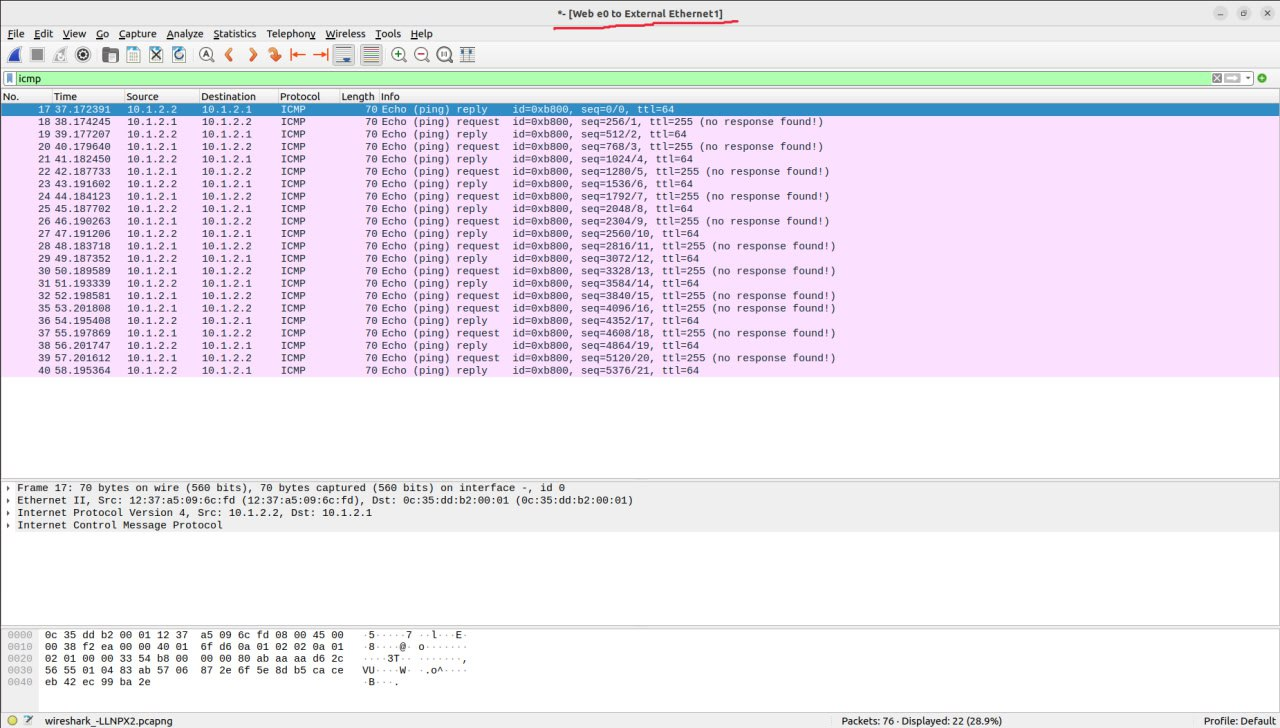 *- [Web e0 to External Ethernet1]
File Edit View Go Capture Analyze Statistics Telephony Wireless Tools Help
icmp
No. Time Source Destination Protocol Length Info
17 37.172391 10.1.2.2 10.1.2.1 ICMP 70 Echo (ping) reply id=0xb800, seq=0/0, ttl=64
18 38.174245 10.1.2.1 10.1.2.2 ICMP 70 Echo (ping) request id=0xb800, seq=256/1, ttl=255 (no response found!)
19 39.177207 10.1.2.2 10.1.2.1 ICMP 70 Echo (ping) reply id=0xb800, seq=512/2, ttl=64
20 40.179640 10.1.2.1 10.1.2.2 ICMP 70 Echo (ping) request id=0xb800, seq=768/3, ttl=255 (no response found!)
21 41.182450 10.1.2.2 10.1.2.1 ICMP 70 Echo (ping) reply id=0xb800, seq=1024/4, ttl=64
22 42.187733 10.1.2.1 10.1.2.2 ICMP 70 Echo (ping) request id=0xb800, seq=1280/5, ttl=255 (no response found!)
23 43.191602 10.1.2.2 10.1.2.1 ICMP 70 Echo (ping) reply id=0xb800, seq=1536/6, ttl=64
24 44.184123 10.1.2.1 10.1.2.2 ICMP 70 Echo (ping) request id=0xb800, seq=1792/7, ttl=255 (no response found!)
25 45.187702 10.1.2.2 10.1.2.1 ICMP 70 Echo (ping) reply id=0xb800, seq=2048/8, ttl=64
26 46.190263 10.1.2.1 10.1.2.2 ICMP 70 Echo (ping) request id=0xb800, seq=2304/9, ttl=255 (no response found!)
27 47.191206 10.1.2.2 10.1.2.1 ICMP 70 Echo (ping) reply id=0xb800, seq=2560/10, ttl=64
28 48.183718 10.1.2.1 10.1.2.2 ICMP 70 Echo (ping) request id=0xb800, seq=2816/11, ttl=255 (no response found!)
29 49.187352 10.1.2.2 10.1.2.1 ICMP 70 Echo (ping) reply id=0xb800, seq=3072/12, ttl=64
30 50.189589 10.1.2.1 10.1.2.2 ICMP 70 Echo (ping) request id=0xb800, seq=3328/13, ttl=255 (no response found!)
31 51.193339 10.1.2.2 10.1.2.1 ICMP 70 Echo (ping) reply id=0xb800, seq=3584/14, ttl=64
32 52.198581 10.1.2.1 10.1.2.2 ICMP 70 Echo (ping) request id=0xb800, seq=3840/15, ttl=255 (no response found!)
35 53.201808 10.1.2.1 10.1.2.2 ICMP 70 Echo (ping) request id=0xb800, seq=4096/16, ttl=255 (no response found!)
36 54.195408 10.1.2.2 10.1.2.1 ICMP 70 Echo (ping) reply id=0xb800, seq=4352/17, ttl=64
37 55.197869 10.1.2.1 10.1.2.2 ICMP 70 Echo (ping) request id=0xb800, seq=4608/18, ttl=255 (no response found!)
38 56.201747 10.1.2.2 10.1.2.1 ICMP 70 Echo (ping) reply id=0xb800, seq=4864/19, ttl=64
39 57.201612 10.1.2.1 10.1.2.2 ICMP 70 Echo (ping) request id=0xb800, seq=5120/20, ttl=255 (no response found!)
40 58.195364 10.1.2.2 10.1.2.1 ICMP 70 Echo (ping) reply id=0xb800, seq=5376/21, ttl=64
Frame 17: 70 bytes on wire (560 bits), 70 bytes captured (560 bits) on interface -, id 0
Ethernet II, Src: 12:37:a5:09:6c:fd (12:37:a5:09:6c:fd), Dst: 0c:35:dd:b2:00:01 (0c:35:dd:b2:00:01)
Internet Protocol Version 4, Src: 10.1.2.2, Dst: 10.1.2.1
Internet Control Message Protocol
0000 0c 35 dd b2 00 01 12 37 a5 09 6c fd 08 00 45 00 ·5·····7 ··l···E·
0010 00 38 f2 ea 00 00 40 01 6f d6 0a 01 02 02 0a 01 ·8····@· o·······
0020 02 01 00 00 33 54 b8 00 00 00 80 ab aa aa d6 2c ····3T·· ·······,
0030 56 55 01 04 83 ab 57 06 87 2e 6f 5e 8d b5 ca ce VU····W· ·.o^····
0040 eb 42 ec 99 ba 2e ·B···.
wireshark_-LLNPX2.pcapng Packets: 76 · Displayed: 22 (28.9%) Profile: Default